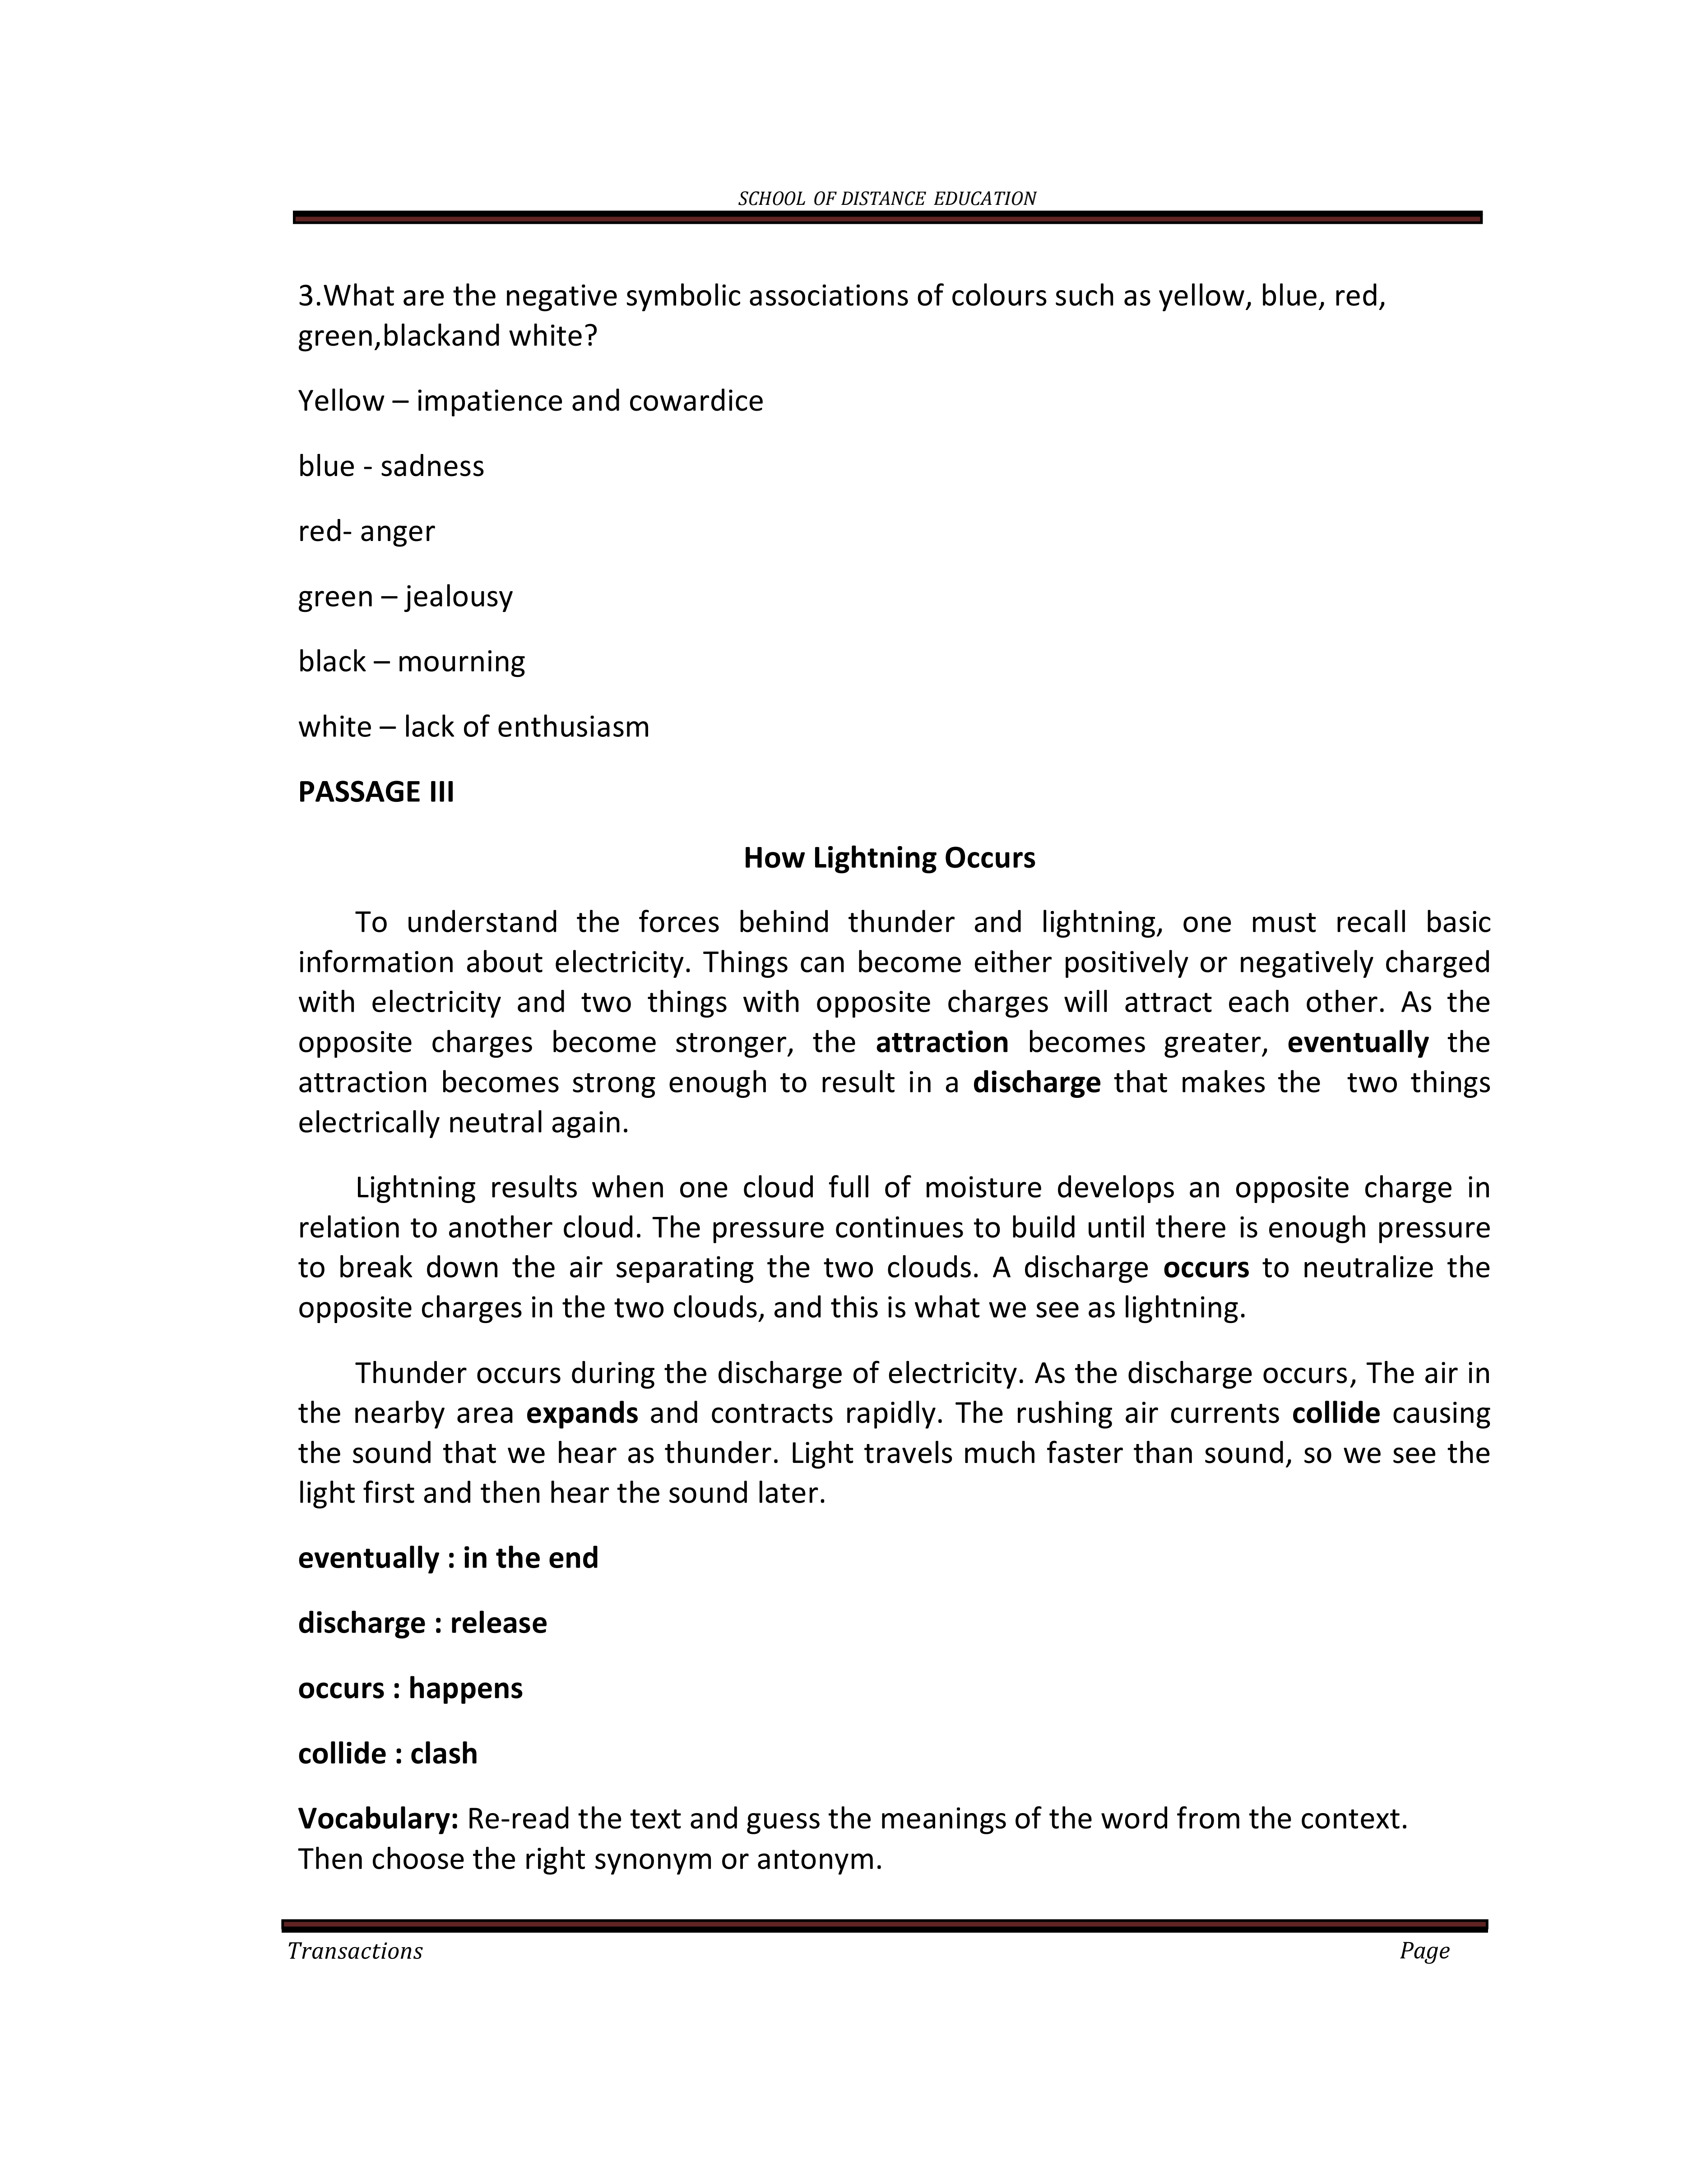 SCHOOL OF DISTANCE EDUCATION
3.What are the negative symbolic associations of colours such as yellow, blue, red,
green,blackand white?
Yellow – impatience and cowardice
blue - sadness
red- anger
green – jealousy
black – mourning
white – lack of enthusiasm
PASSAGE III
How Lightning Occurs
To understand the forces behind thunder and lightning, one must recall basic
information about electricity. Things can become either positively or negatively charged
with electricity and two things with opposite charges will attract each other. As the
opposite charges become stronger, the attraction becomes greater, eventually the
attraction becomes strong enough to result in a discharge that makes the two things
electrically neutral again.
Lightning results when one cloud full of moisture develops an opposite charge in
relation to another cloud. The pressure continues to build until there is enough pressure
to break down the air separating the two clouds. A discharge occurs to neutralize the
opposite charges in the two clouds, and this is what we see as lightning.
Thunder occurs during the discharge of electricity. As the discharge occurs, The air in
the nearby area expands and contracts rapidly. The rushing air currents collide causing
the sound that we hear as thunder. Light travels much faster than sound, so we see the
light first and then hear the sound later.
eventually : in the end
discharge : release
occurs : happens
collide : clash
Vocabulary: Re-read the text and guess the meanings of the word from the context.
Then choose the right synonym or antonym.
Transactions Page